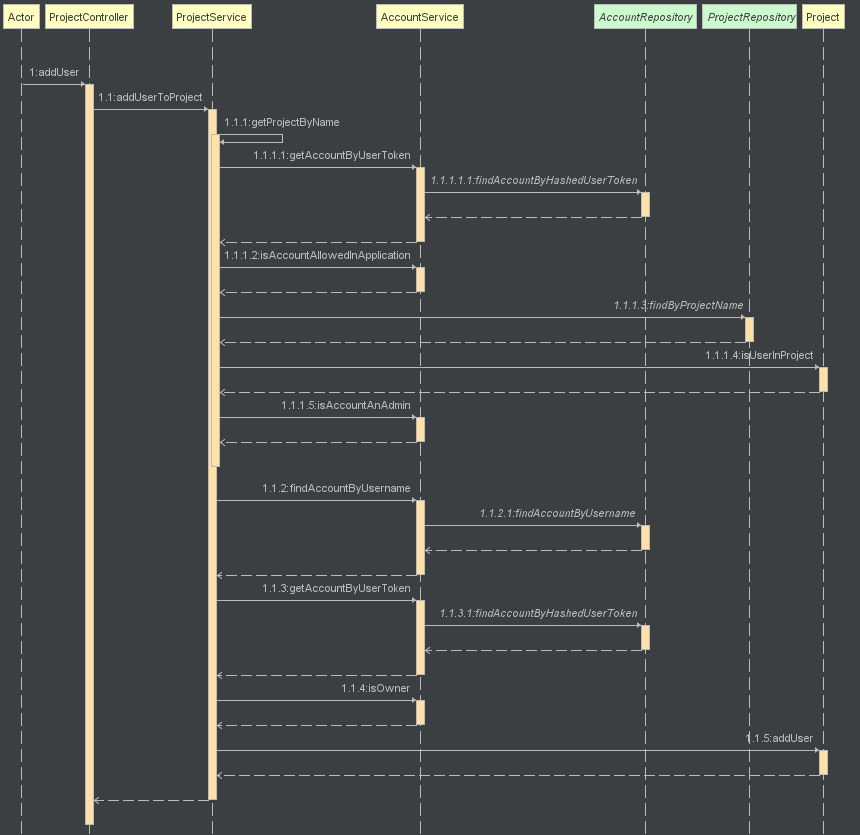 Actor
ProjectController
ProjectService
AccountService
AccountRepository
ProjectRepository
Project
1:addUser
1.1:addUserToProject
1.1.1:getProjectByName
1.1.1.1:getAccountByUserToken
1.1.1.1.1:findAccountByHashedUserToken
1.1.1.2:isAccountAllowedInApplication
1.1.1.3:findByProjectName
1.1.1.4:isUserInProject
1.1.1.5:isAccountAnAdmin
1.1.2:findAccountByUsername
1.1.2.1:findAccountByUsername
1.1.3:getAccountByUserToken
1.1.3.1:findAccountByHashedUserToken
1.1.4:isOwner
1.1.5:addUser